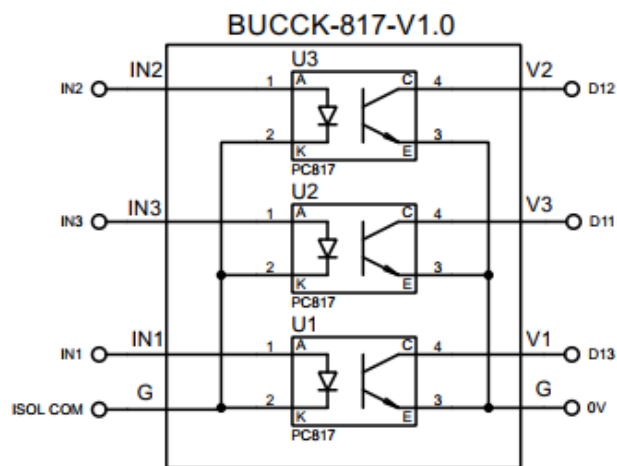 BUCCK-817-V1.0
U3
IN2 IN2 1 A C 4 V2 D12
2 K E 3
PC817
U2
IN3 IN3 1 A C 4 V3 D11
2 K E 3
PC817
U1
IN1 IN1 1 A C 4 V1 D13
ISOL COM G 2 K E 3 G 0V
PC817